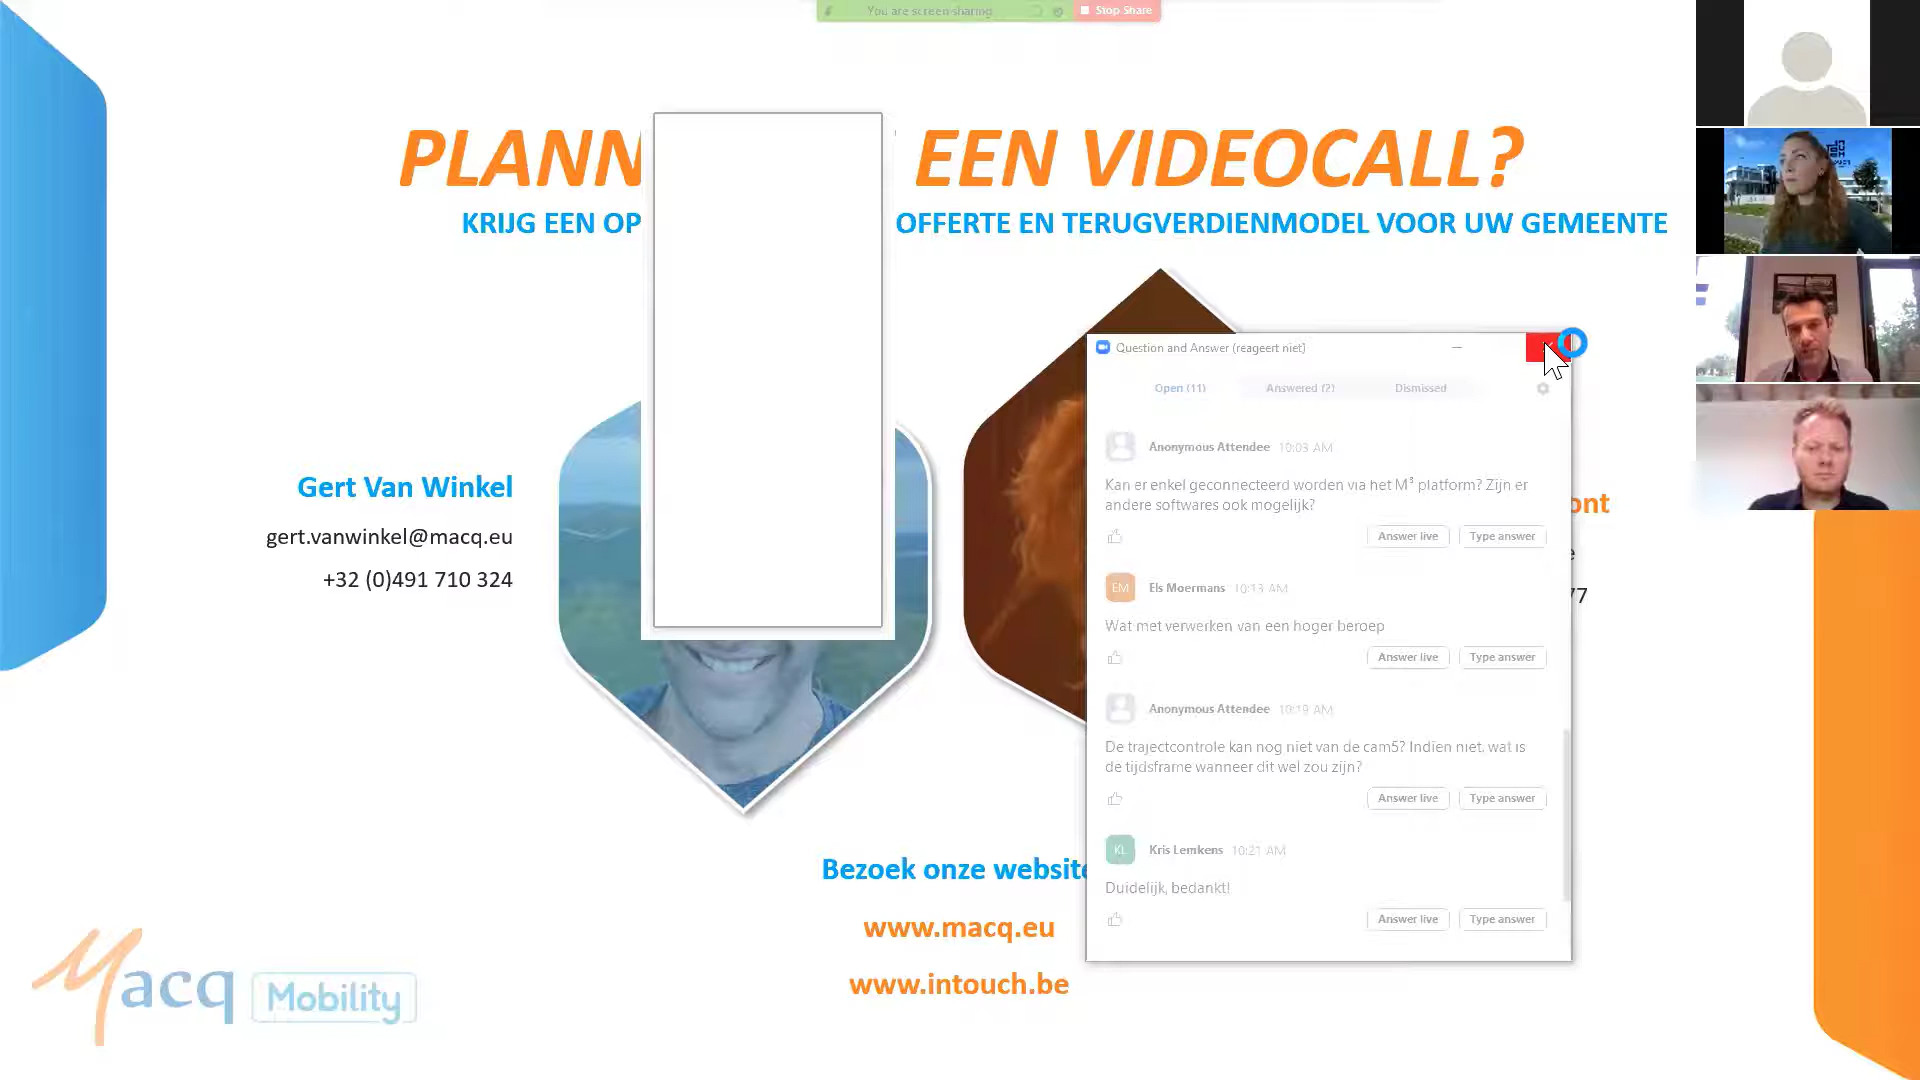 You are screen sharing
Stop Share
PLANN EEN VIDEOCALL?
KRIJG EEN OP OFFERTE EN TERUGVERDIENMODEL VOOR UW GEMEENTE
Gert Van Winkel
gert.vanwinkel@macq.eu
+32 (0)491 710 324
ont
e
77
Question and Answer (reageert niet)
Open (11) Answered (2) Dismissed
Anonymous Attendee 10:03 AM
Kan er enkel geconnecteerd worden via het M³ platform? Zijn er
andere softwares ook mogelijk?
Answer live Type answer
EM Els Moermans 10:13 AM
Wat met verwerken van een hoger beroep
Answer live Type answer
Anonymous Attendee 10:19 AM
De trajectcontrole kan nog niet van de cam5? Indien niet. wat is
de tijdsframe wanneer dit wel zou zijn?
Answer live Type answer
KL Kris Lemkens 10:21 AM
Duidelijk, bedankt!
Answer live Type answer
Bezoek onze website
www.macq.eu
www.intouch.be
Macq Mobility